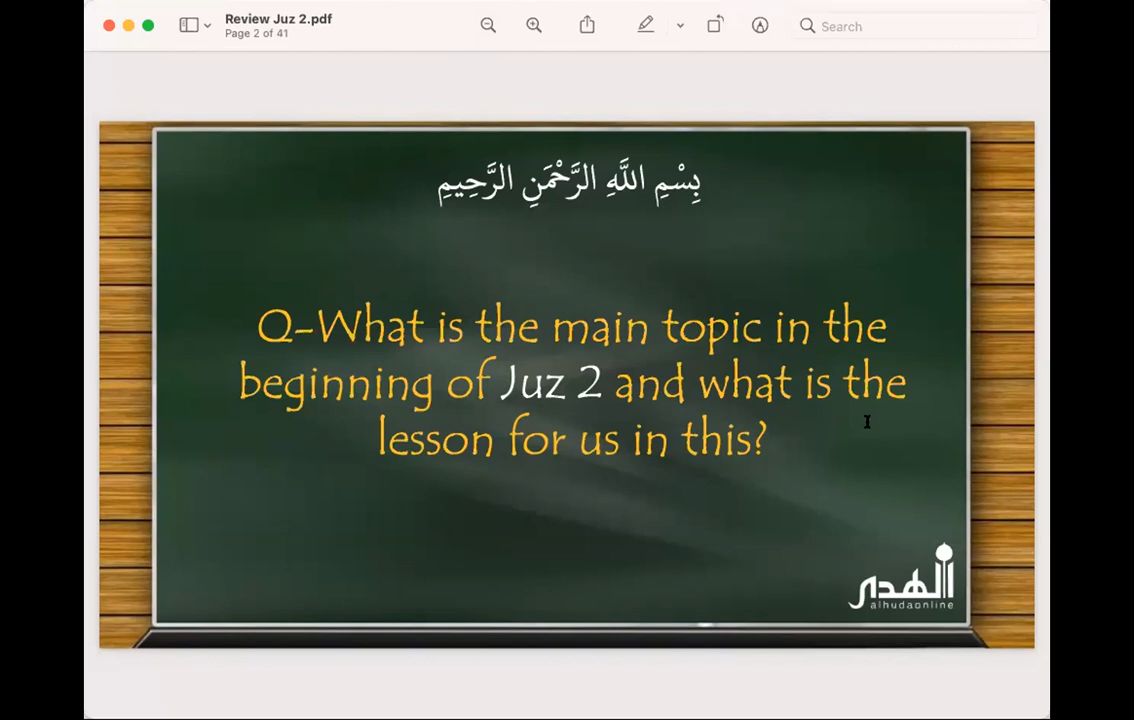 Review Juz 2.pdf
Page 2 of 41
Search
بِسْمِ اللَّهِ الرَّحْمَنِ الرَّحِيمِ
Q-What is the main topic in the
beginning of Juz 2 and what is the
lesson for us in this?
الهدى
alhudaonline